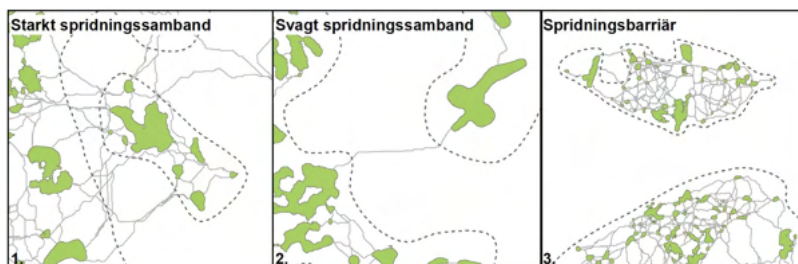 Starkt spridningssamband
Svagt spridningssamband
Spridningsbarriär
1.
2.
3.